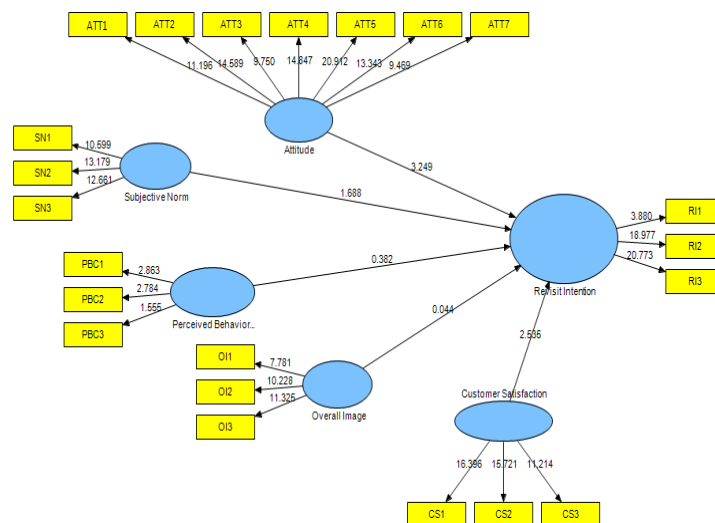 ATT1 ATT2 ATT3 ATT4 ATT5 ATT6 ATT7
11.196 14.589 9.750 14.847 20.912 13.343 9.469
Attitude
SN1
SN2
SN3
10.599
13.179
12.661
Subjective Norm
3.249
1.688
0.382
0.044
2.535
PBC1
PBC2
PBC3
2.863
2.784
1.555
Perceived Behavior...
OI1
OI2
OI3
7.781
10.228
11.325
Overall Image
Revisit Intention
3.880
18.977
20.773
RI1
RI2
RI3
Customer Satisfaction
16.396 15.721 11.214
CS1 CS2 CS3